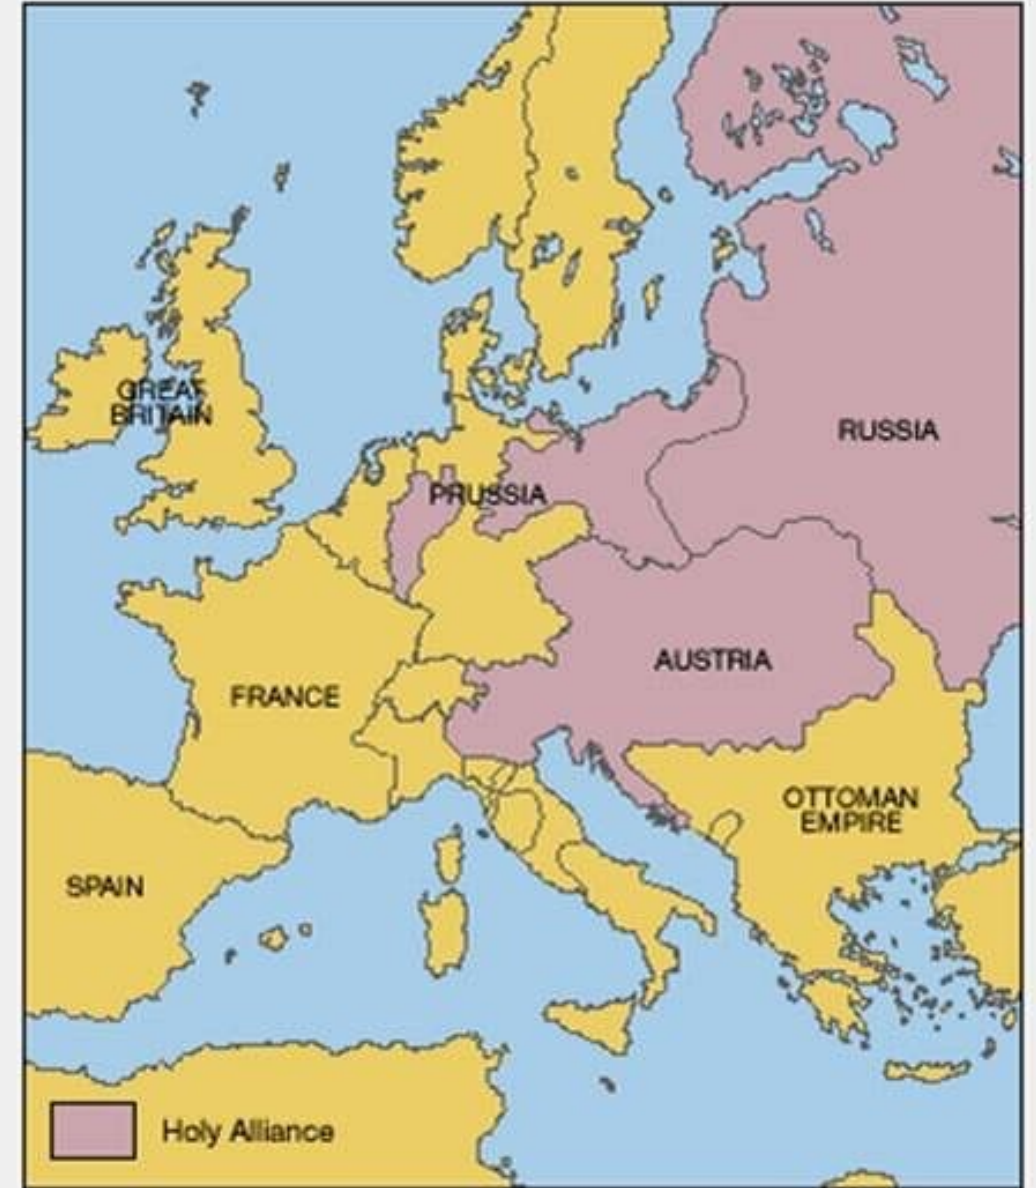 GREAT
BRITAIN
RUSSIA
PRUSSIA
AUSTRIA
FRANCE
OTTOMAN
EMPIRE
SPAIN
Holy Alliance